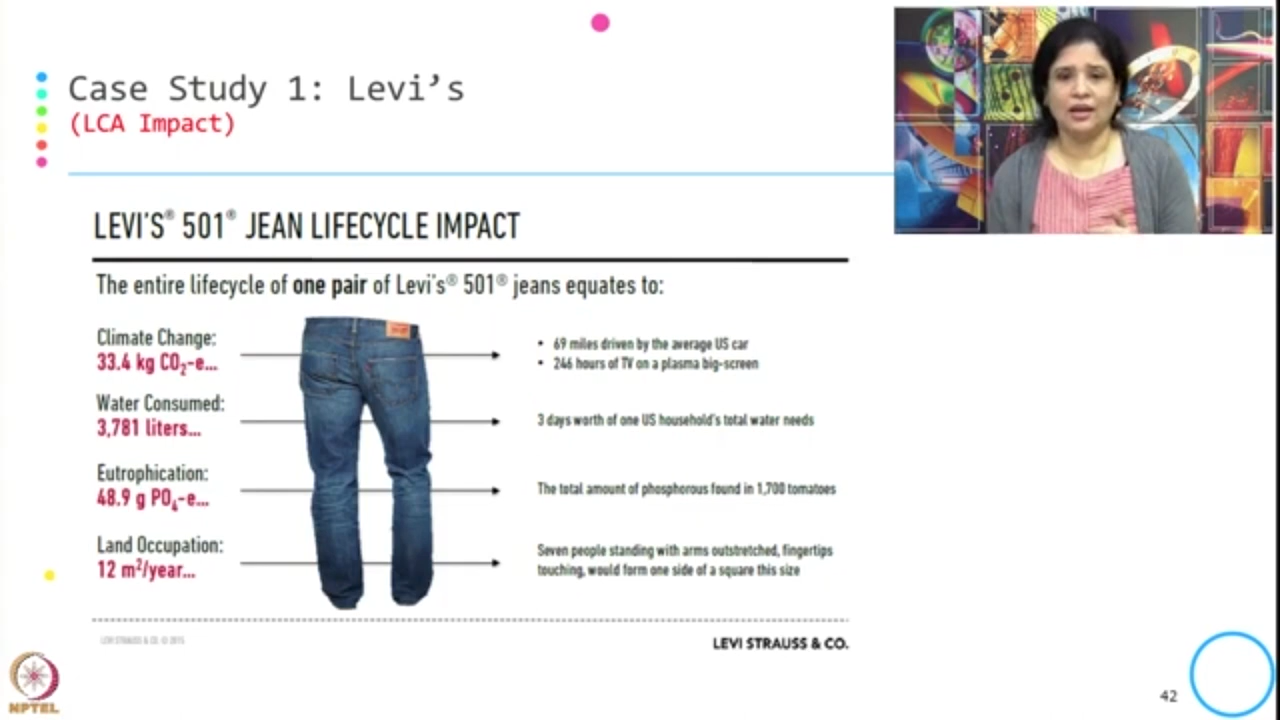 Case Study 1: Levi’s
(LCA Impact)
LEVI'S® 501® JEAN LIFECYCLE IMPACT
The entire lifecycle of one pair of Levi's® 501® jeans equates to:
Climate Change:
33.4 kg CO₂-e...
• 69 miles driven by the average US car
• 246 hours of TV on a plasma big-screen
Water Consumed:
3,781 liters...
3 days worth of one US household's total water needs
Eutrophication:
48.9 g PO₄-e...
The total amount of phosphorous found in 1,700 tomatoes
Land Occupation:
12 m²/year...
Seven people standing with arms outstretched, fingertips
touching, would form one side of a square this size
LEVI STRAUSS & CO. © 2015
LEVI STRAUSS & CO.
NPTEL
42